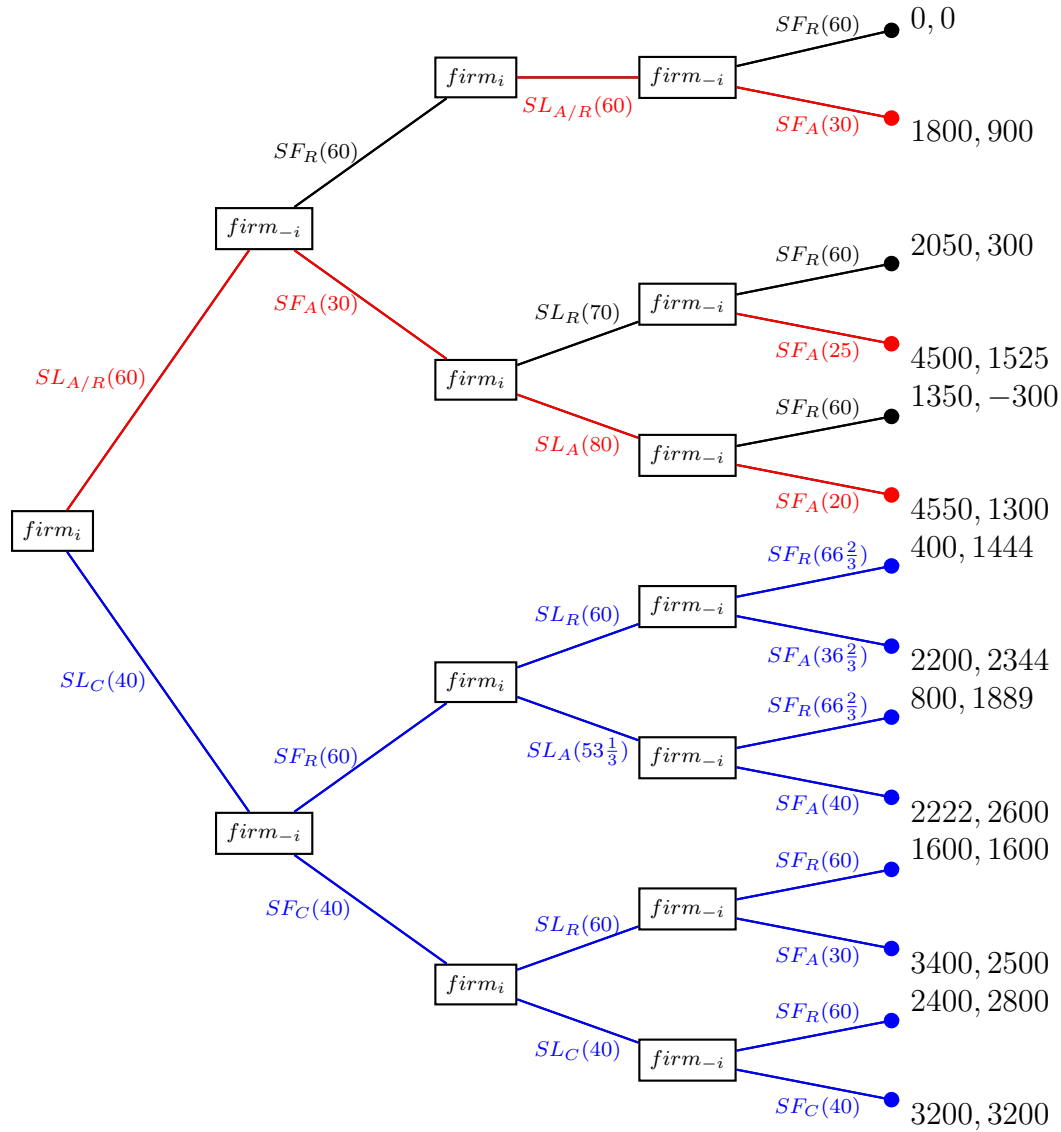 SF_R(60)
0, 0
firm_i
SL_{A/R}(60)
firm_{-i}
SF_A(30)
1800, 900
SF_R(60)
firm_{-i}
SF_R(60)
2050, 300
SF_A(30)
SL_R(70)
firm_{-i}
SF_A(25)
4500, 1525
SL_{A/R}(60)
firm_i
SF_R(60)
1350, −300
SL_A(80)
firm_{-i}
SF_A(20)
4550, 1300
firm_i
SF_R(66\frac{2}{3})
400, 1444
SL_R(60)
firm_{-i}
SF_A(36\frac{2}{3})
2200, 2344
SL_C(40)
firm_i
SF_R(66\frac{2}{3})
800, 1889
SF_R(60)
SL_A(53\frac{1}{3})
firm_{-i}
SF_A(40)
2222, 2600
firm_{-i}
SF_R(60)
1600, 1600
SF_C(40)
SL_R(60)
firm_{-i}
SF_A(30)
3400, 2500
firm_i
SF_R(60)
2400, 2800
SL_C(40)
firm_{-i}
SF_C(40)
3200, 3200